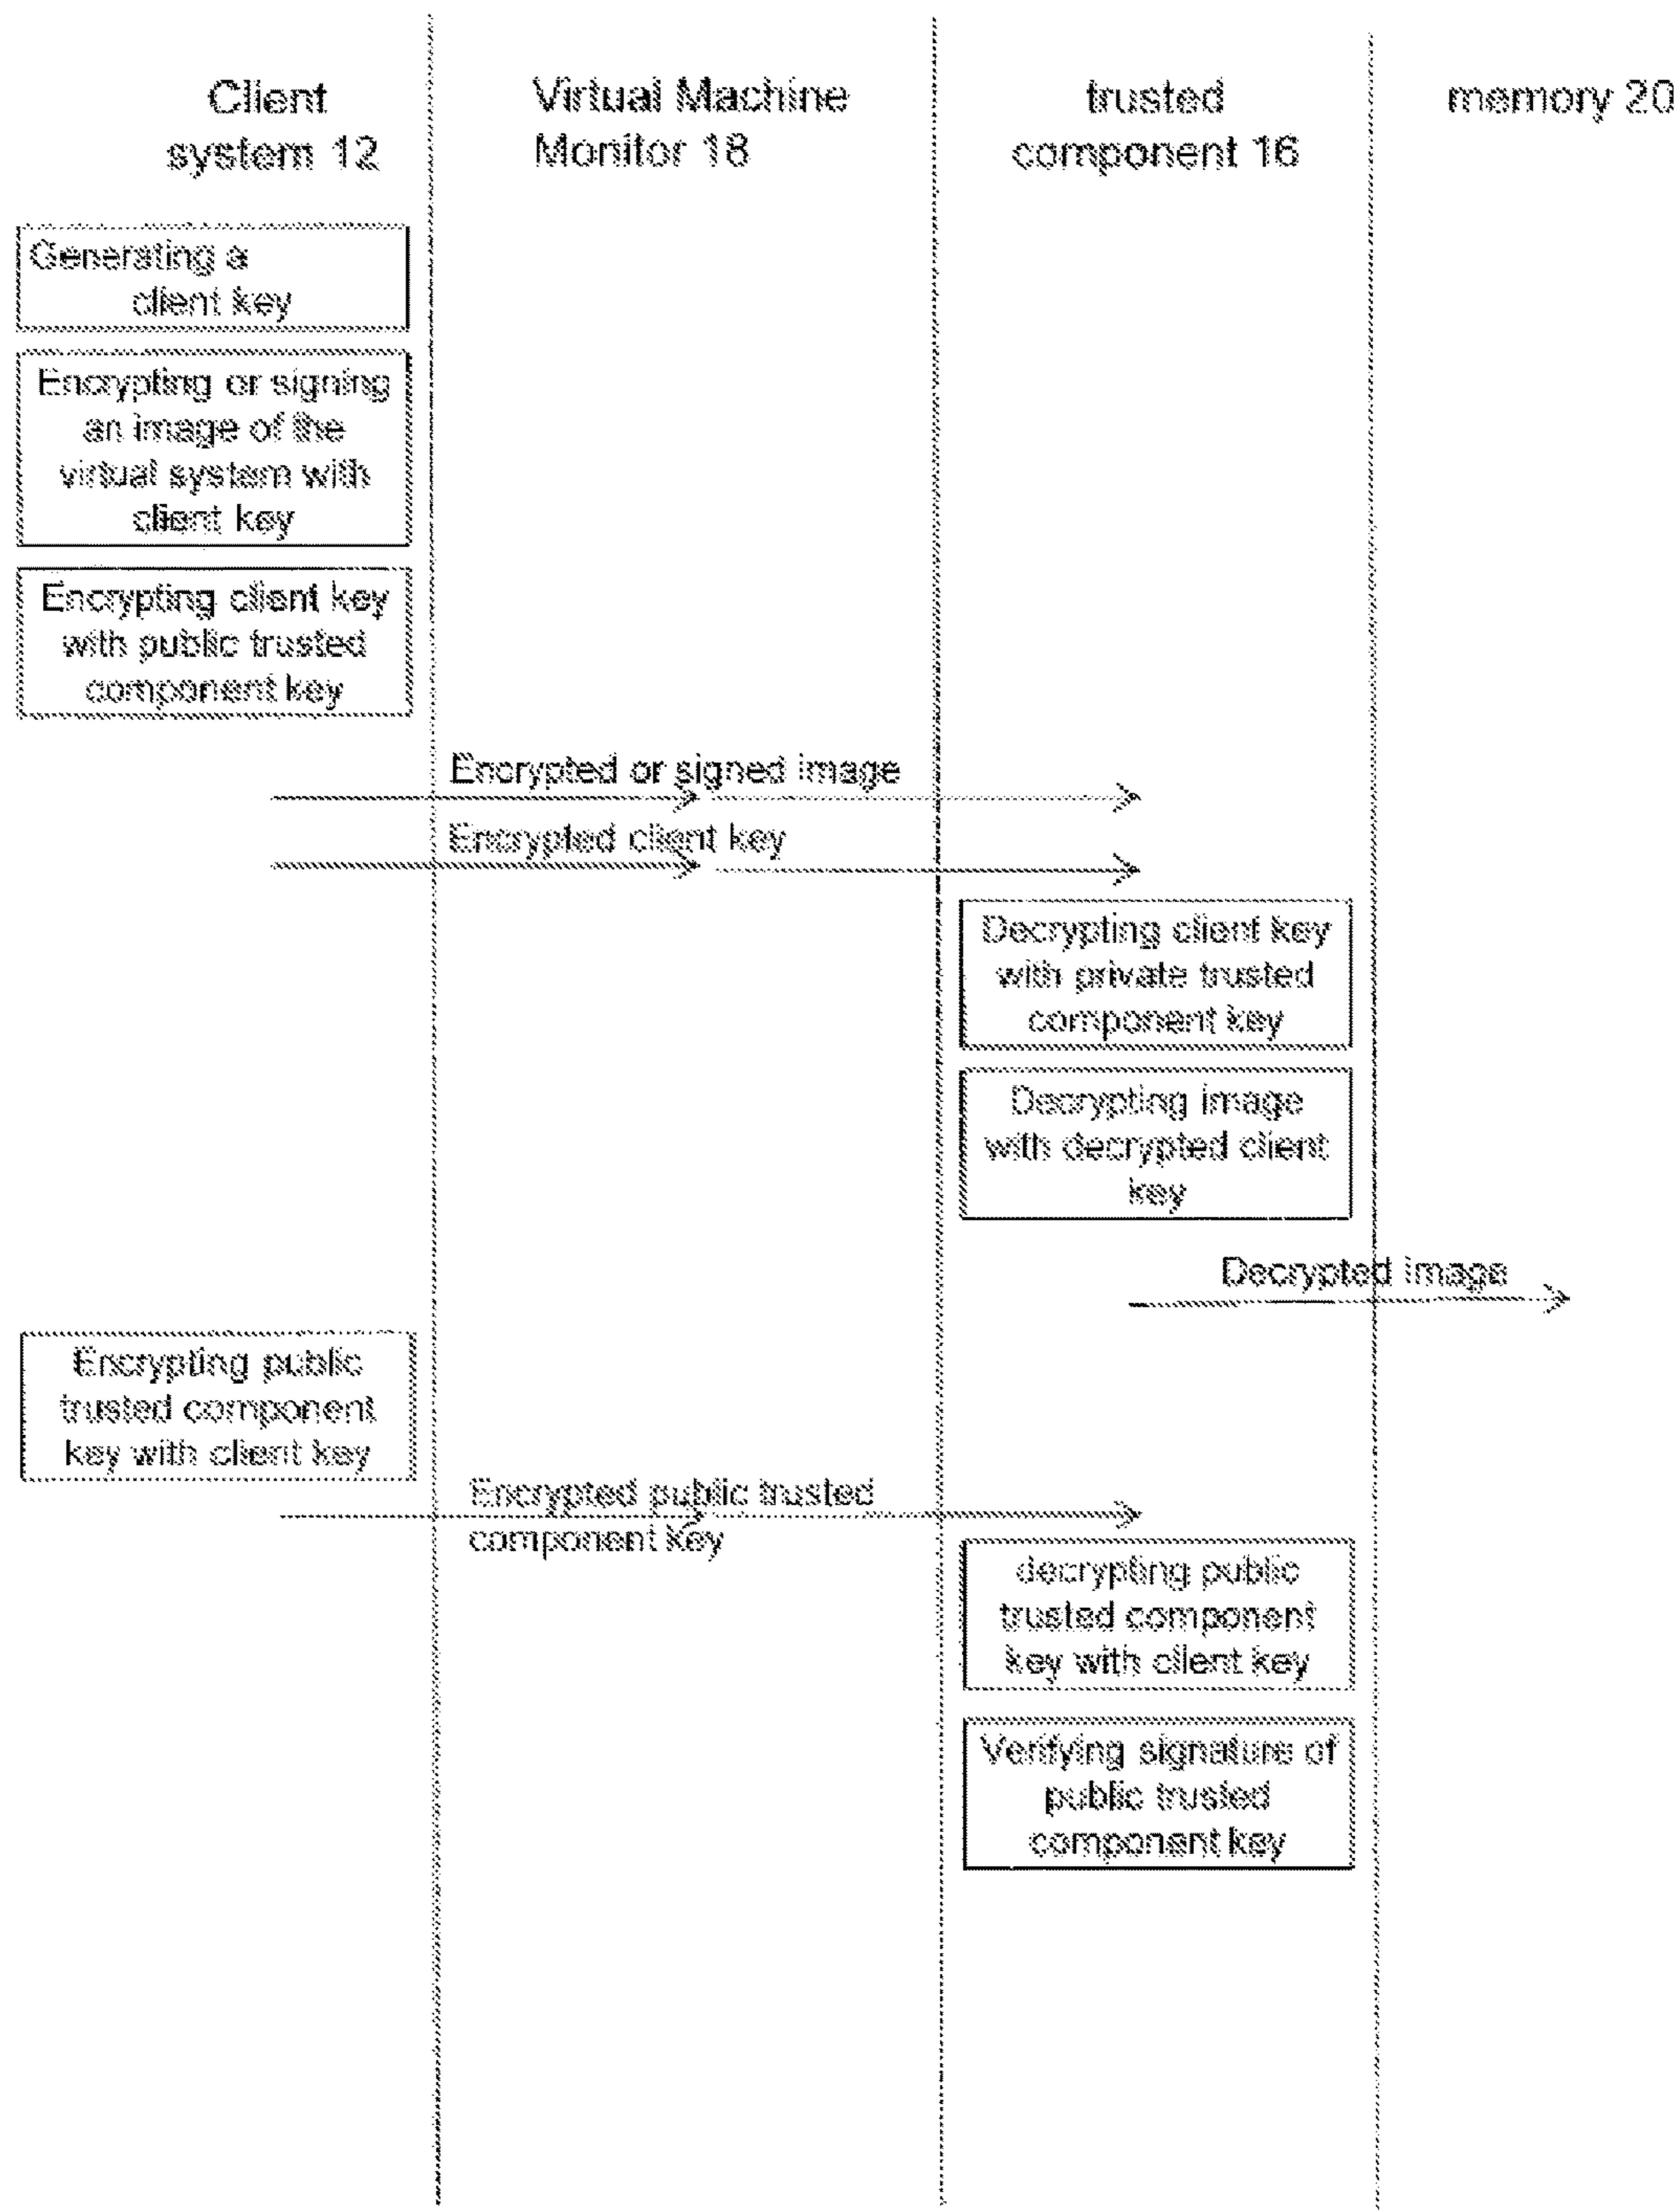 Client
system 12
Virtual Machine
Monitor 18
trusted
component 16
memory 20
Generating a
client key
Encrypting or signing
an image of the
virtual system with
client key
Encrypting client key
with public trusted
component key
Encrypted or signed image
Encrypted client key
Decrypting client key
with private trusted
component key
Decrypting image
with decrypted client
key
Decrypted image
Encrypting public
trusted component
key with client key
Encrypted public trusted
component key
decrypting public
trusted component
key with client key
Verifying signature of
public trusted
component key